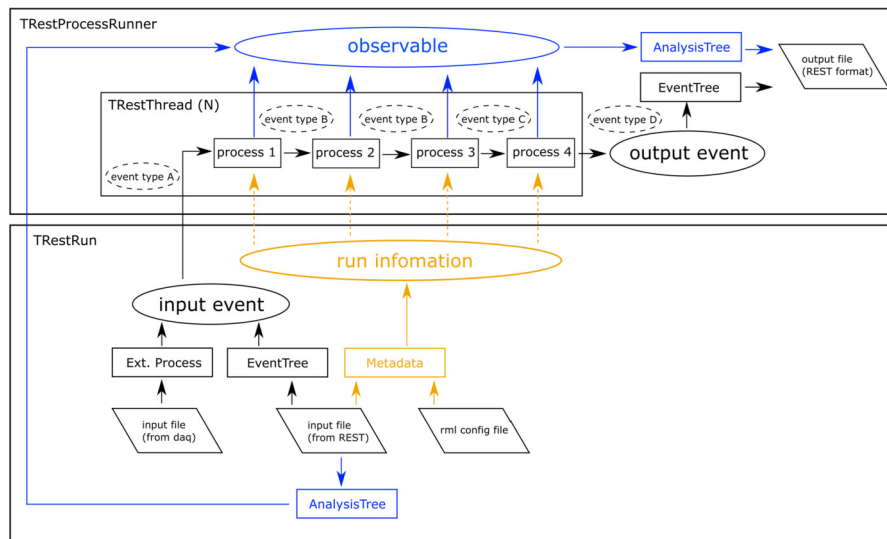 TRestProcessRunner
observable
AnalysisTree
output file
(REST format)
EventTree
TRestThread (N)
event type B
event type B
event type C
event type D
process 1
process 2
process 3
process 4
output event
event type A
TRestRun
run infomation
input event
Ext. Process
EventTree
Metadata
input file
(from daq)
input file
(from REST)
rml config file
AnalysisTree